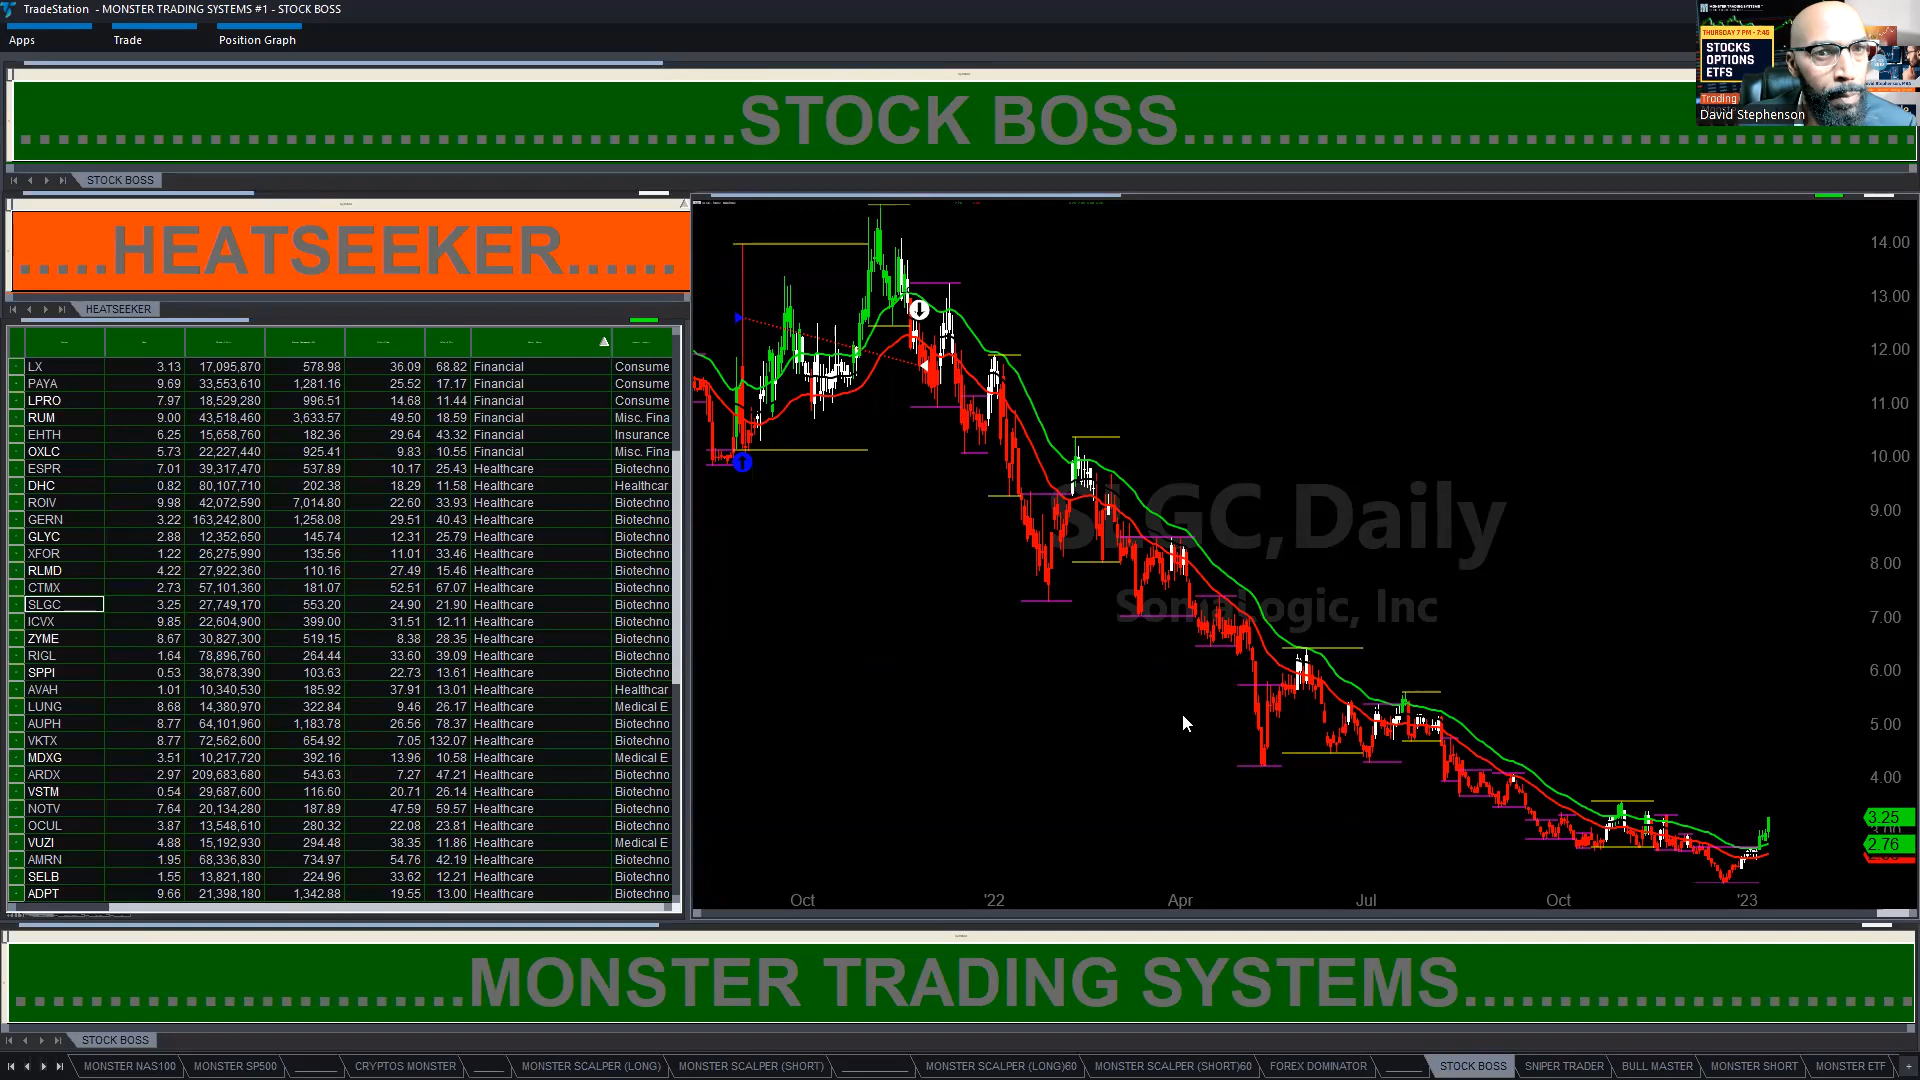 TradeStation - MONSTER TRADING SYSTEMS #1 - STOCK BOSS
Apps Trade Position Graph
THURSDAY 7 PM - 7:45
STOCKS
OPTIONS
ETFS
Trading
David Stephenson
STOCK BOSS
STOCK BOSS
HEATSEEKER
HEATSEEKER
LX 3.13 17,095,870 578.98 36.09 68.82 Financial Consume
PAYA 9.69 33,553,610 1,281.16 25.52 17.17 Financial Consume
LPRO 7.97 18,529,280 996.51 14.68 11.44 Financial Consume
RUM 9.00 43,518,460 3,633.57 49.50 18.59 Financial Misc. Fina
EHTH 6.25 15,658,760 182.36 29.64 43.32 Financial Insurance
OXLC 5.73 22,227,440 925.41 9.83 10.55 Financial Misc. Fina
ESPR 7.01 39,317,470 537.89 10.17 25.43 Healthcare Biotechno
DHC 0.82 80,107,710 202.38 18.29 11.58 Healthcare Healthcar
ROIV 9.98 42,072,590 7,014.80 22.60 33.93 Healthcare Biotechno
GERN 3.22 163,242,800 1,258.08 29.51 40.43 Healthcare Biotechno
GLYC 2.88 12,352,650 145.74 12.31 25.79 Healthcare Biotechno
XFOR 1.22 26,275,990 135.56 11.01 33.46 Healthcare Biotechno
RLMD 4.22 27,922,360 110.16 27.49 15.46 Healthcare Biotechno
CTMX 2.73 57,101,360 181.07 52.51 67.07 Healthcare Biotechno
SLGC 3.25 27,749,170 553.20 24.90 21.90 Healthcare Biotechno
ICVX 9.85 22,604,900 399.00 31.51 12.11 Healthcare Biotechno
ZYME 8.67 30,827,300 519.15 8.38 28.35 Healthcare Biotechno
RIGL 1.64 78,896,760 264.44 33.60 39.09 Healthcare Biotechno
SPPI 0.53 38,678,390 103.63 22.73 13.61 Healthcare Biotechno
AVAH 1.01 10,340,530 185.92 37.91 13.01 Healthcare Healthcar
LUNG 8.68 14,380,970 322.84 9.46 26.17 Healthcare Medical E
AUPH 8.77 64,101,960 1,183.78 26.56 78.37 Healthcare Biotechno
VKTX 8.77 72,562,600 654.92 7.05 132.07 Healthcare Biotechno
MDXG 3.51 10,217,720 392.16 13.96 10.58 Healthcare Medical E
ARDX 2.97 209,683,680 543.63 7.27 47.21 Healthcare Biotechno
VSTM 0.54 29,687,600 116.60 20.71 26.14 Healthcare Biotechno
NOTV 7.64 20,134,280 187.89 47.59 59.57 Healthcare Biotechno
OCUL 3.87 13,548,610 280.32 22.08 23.81 Healthcare Biotechno
VUZI 4.88 15,192,930 294.48 38.35 11.86 Healthcare Medical E
AMRN 1.95 68,336,830 734.97 54.76 42.19 Healthcare Biotechno
SELB 1.55 13,821,180 224.96 33.62 12.21 Healthcare Biotechno
ADPT 9.66 21,398,180 1,342.88 19.55 13.00 Healthcare Biotechno
SLGC,Daily
SomaLogic, Inc
14.00
13.00
12.00
11.00
10.00
9.00
8.00
7.00
6.00
5.00
4.00
3.25
3.00
2.76
Oct '22 Apr Jul Oct '23
MONSTER TRADING SYSTEMS
STOCK BOSS
MONSTER NAS100 MONSTER SP500 CRYPTOS MONSTER MONSTER SCALPER (LONG) MONSTER SCALPER (SHORT) MONSTER SCALPER (LONG)60 MONSTER SCALPER (SHORT)60 FOREX DOMINATOR STOCK BOSS SNIPER TRADER BULL MASTER MONSTER SHORT MONSTER ETF